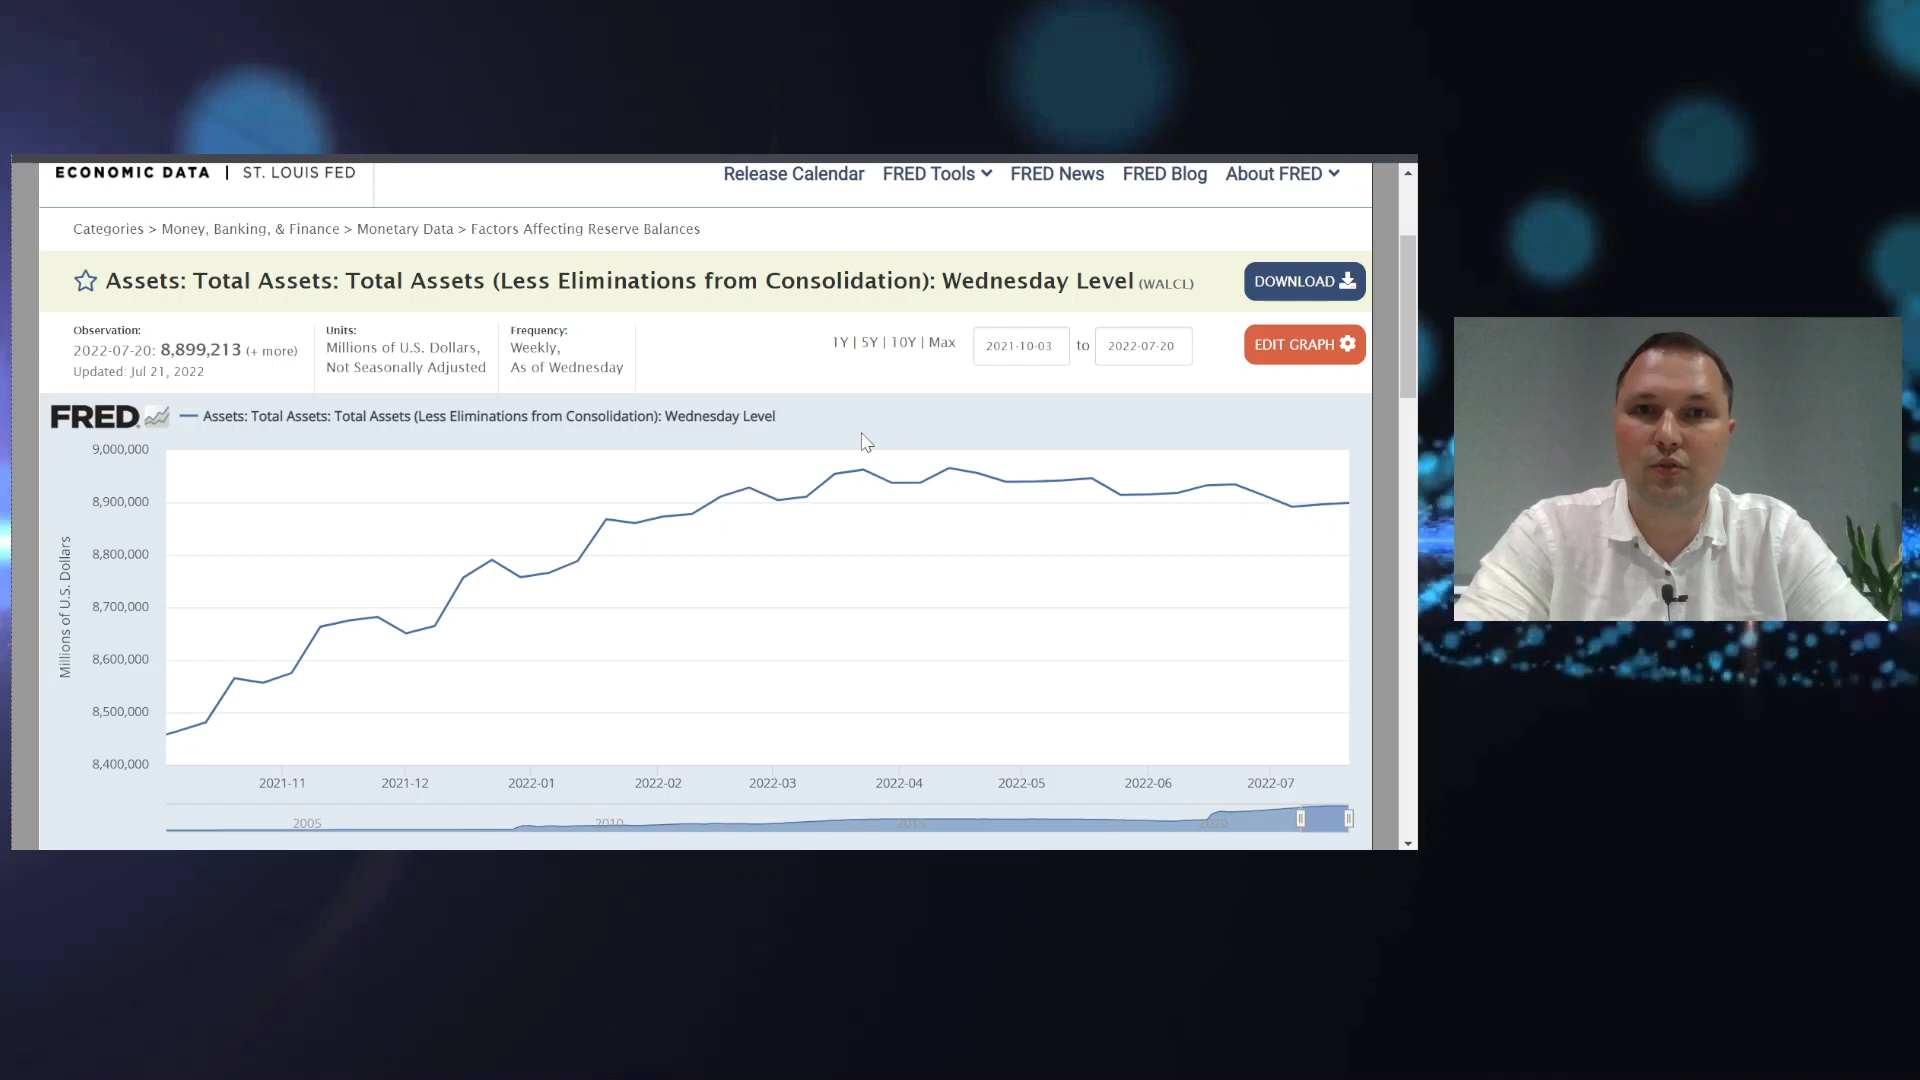 ECONOMIC DATA | ST. LOUIS FED
Release Calendar FRED Tools FRED News FRED Blog About FRED
Categories > Money, Banking, & Finance > Monetary Data > Factors Affecting Reserve Balances
Assets: Total Assets: Total Assets (Less Eliminations from Consolidation): Wednesday Level (WALCL)
DOWNLOAD
Observation:
2022-07-20: 8,899,213 (+ more)
Updated: Jul 21, 2022
Units:
Millions of U.S. Dollars,
Not Seasonally Adjusted
Frequency:
Weekly,
As of Wednesday
1Y | 5Y | 10Y | Max
2021-10-03 to 2022-07-20
EDIT GRAPH
FRED
Assets: Total Assets: Total Assets (Less Eliminations from Consolidation): Wednesday Level
Millions of U.S. Dollars
9,000,000
8,900,000
8,800,000
8,700,000
8,600,000
8,500,000
8,400,000
2021-11 2021-12 2022-01 2022-02 2022-03 2022-04 2022-05 2022-06 2022-07
2005 2010 2015 2020